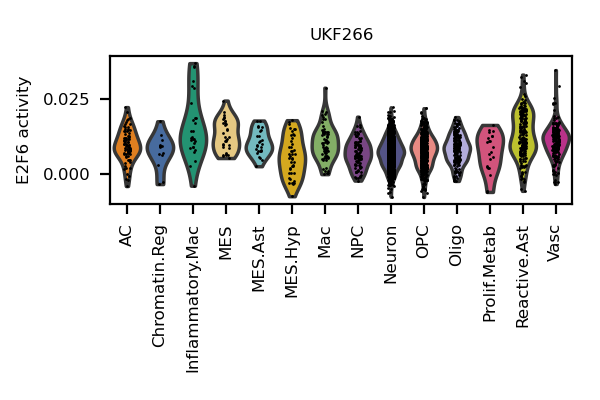 UKF266
E2F6 activity
0.025
0.000
AC
Chromatin.Reg
Inflammatory.Mac
MES
MES.Ast
MES.Hyp
Mac
NPC
Neuron
OPC
Oligo
Prolif.Metab
Reactive.Ast
Vasc